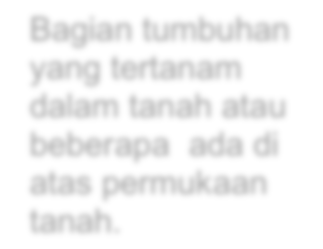 Bagian tumbuhan
yang tertanam
dalam tanah atau
beberapa  ada di
atas permukaan
tanah.